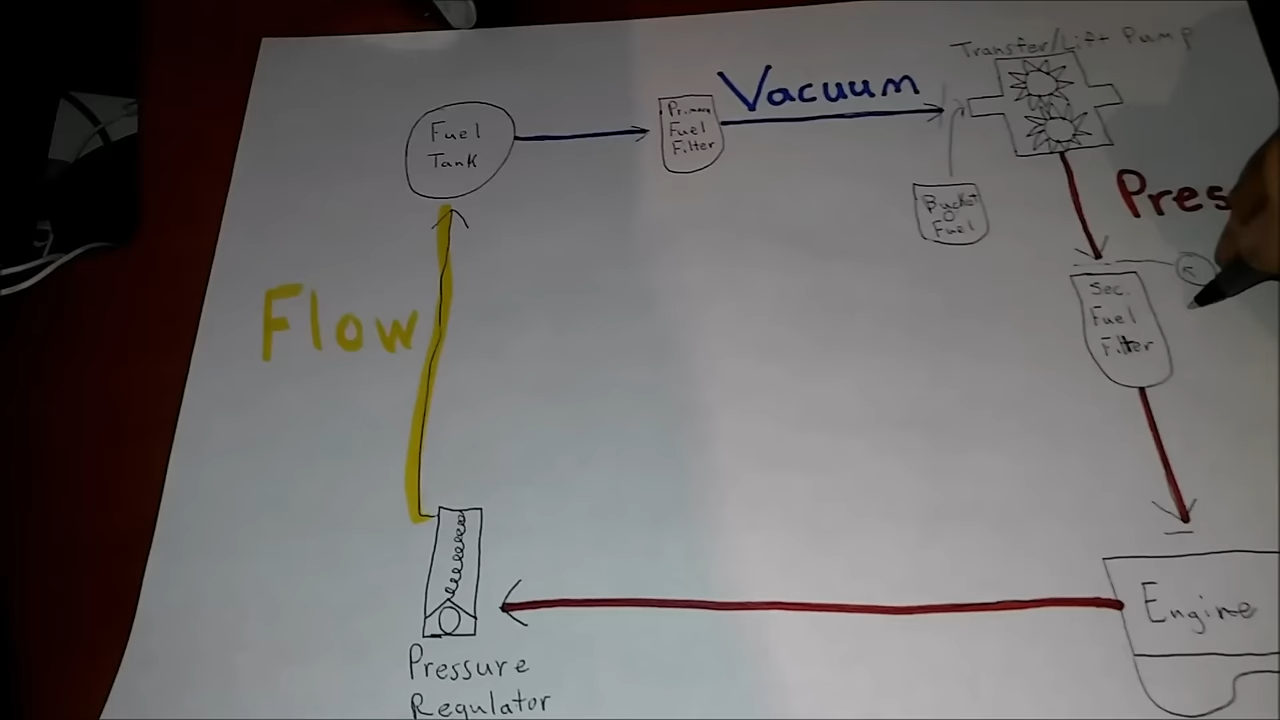 Transfer/Lift Pump
Vacuum
Fuel
Tank
Primary
Fuel
Filter
Pres
Bucket
O
Fuel
Sec.
Fuel
Filter
Flow
Engine
Pressure
Regulator